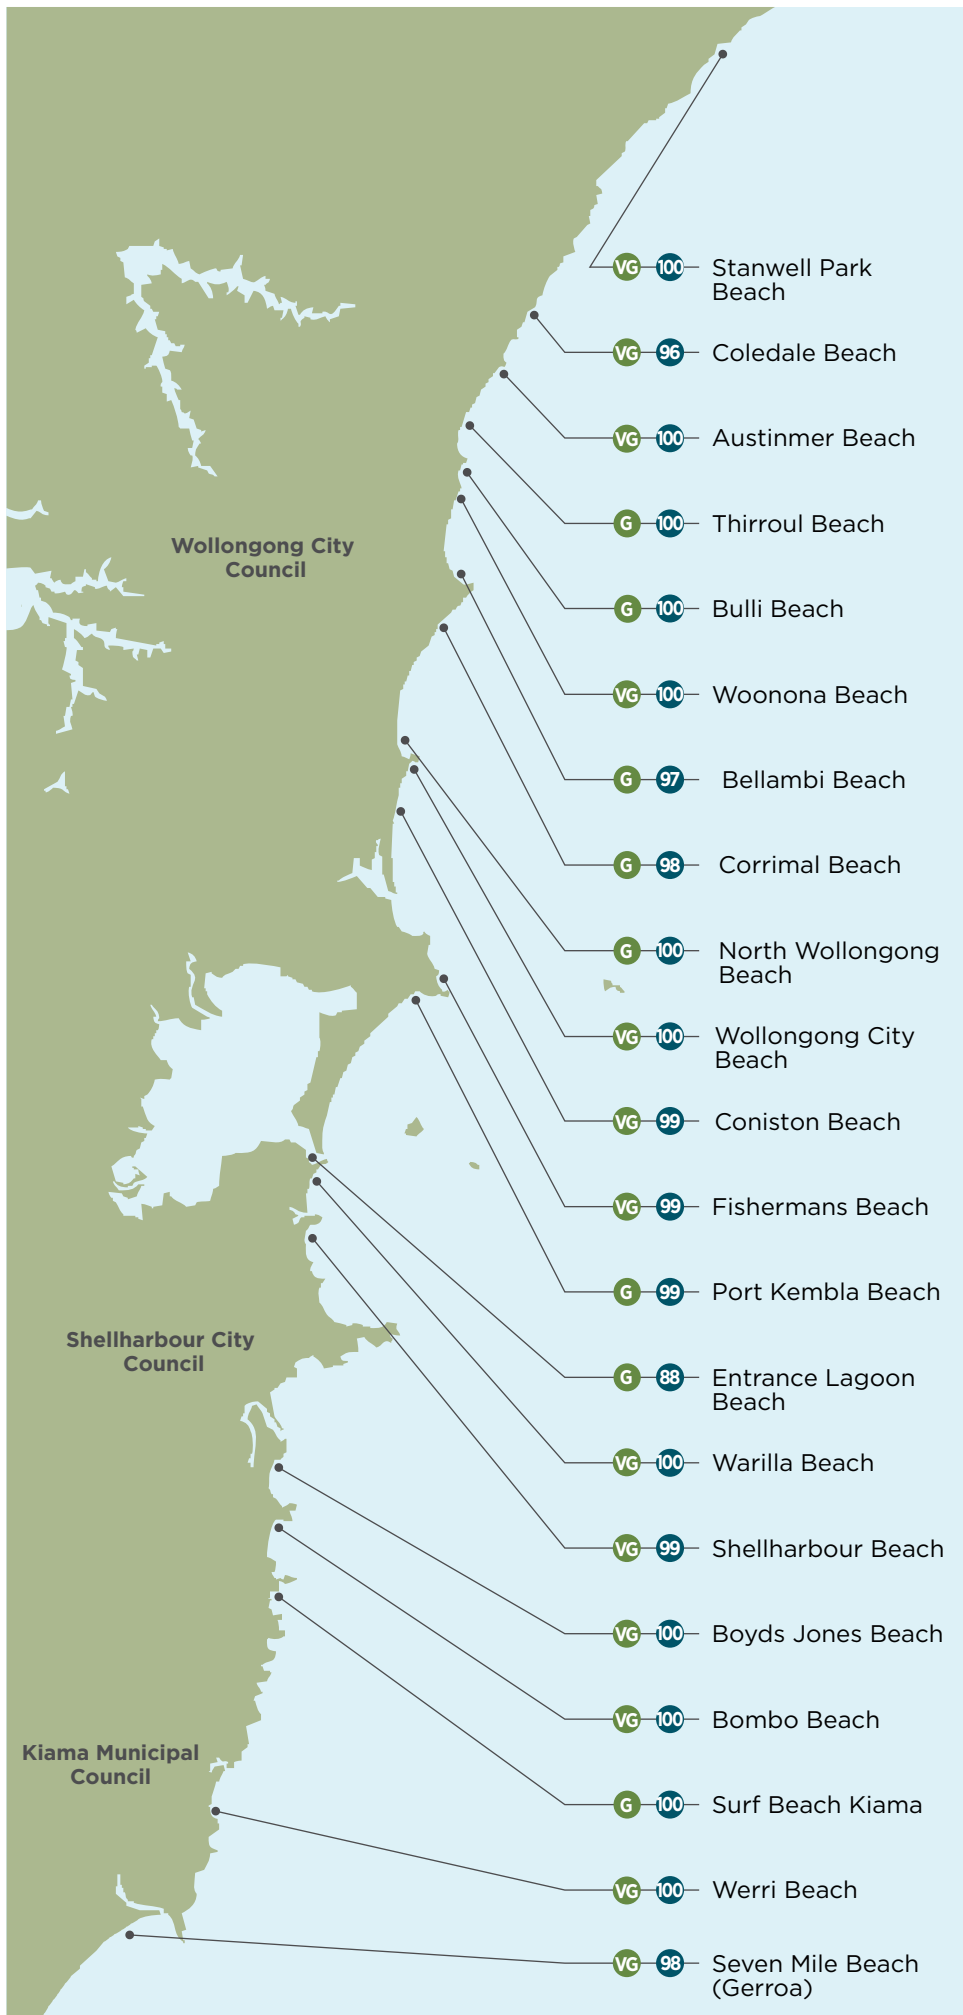 VG 100 Stanwell Park
Beach
VG 96 Coledale Beach
VG 100 Austinmer Beach
G 100 Thirroul Beach
Wollongong City
Council
G 100 Bulli Beach
VG 100 Woonona Beach
G 97 Bellambi Beach
G 98 Corrimal Beach
G 100 North Wollongong
Beach
VG 100 Wollongong City
Beach
VG 99 Coniston Beach
VG 99 Fishermans Beach
G 99 Port Kembla Beach
Shellharbour City
Council
G 88 Entrance Lagoon
Beach
VG 100 Warilla Beach
VG 99 Shellharbour Beach
VG 100 Boyds Jones Beach
VG 100 Bombo Beach
Kiama Municipal
Council
G 100 Surf Beach Kiama
VG 100 Werri Beach
VG 98 Seven Mile Beach
(Gerroa)